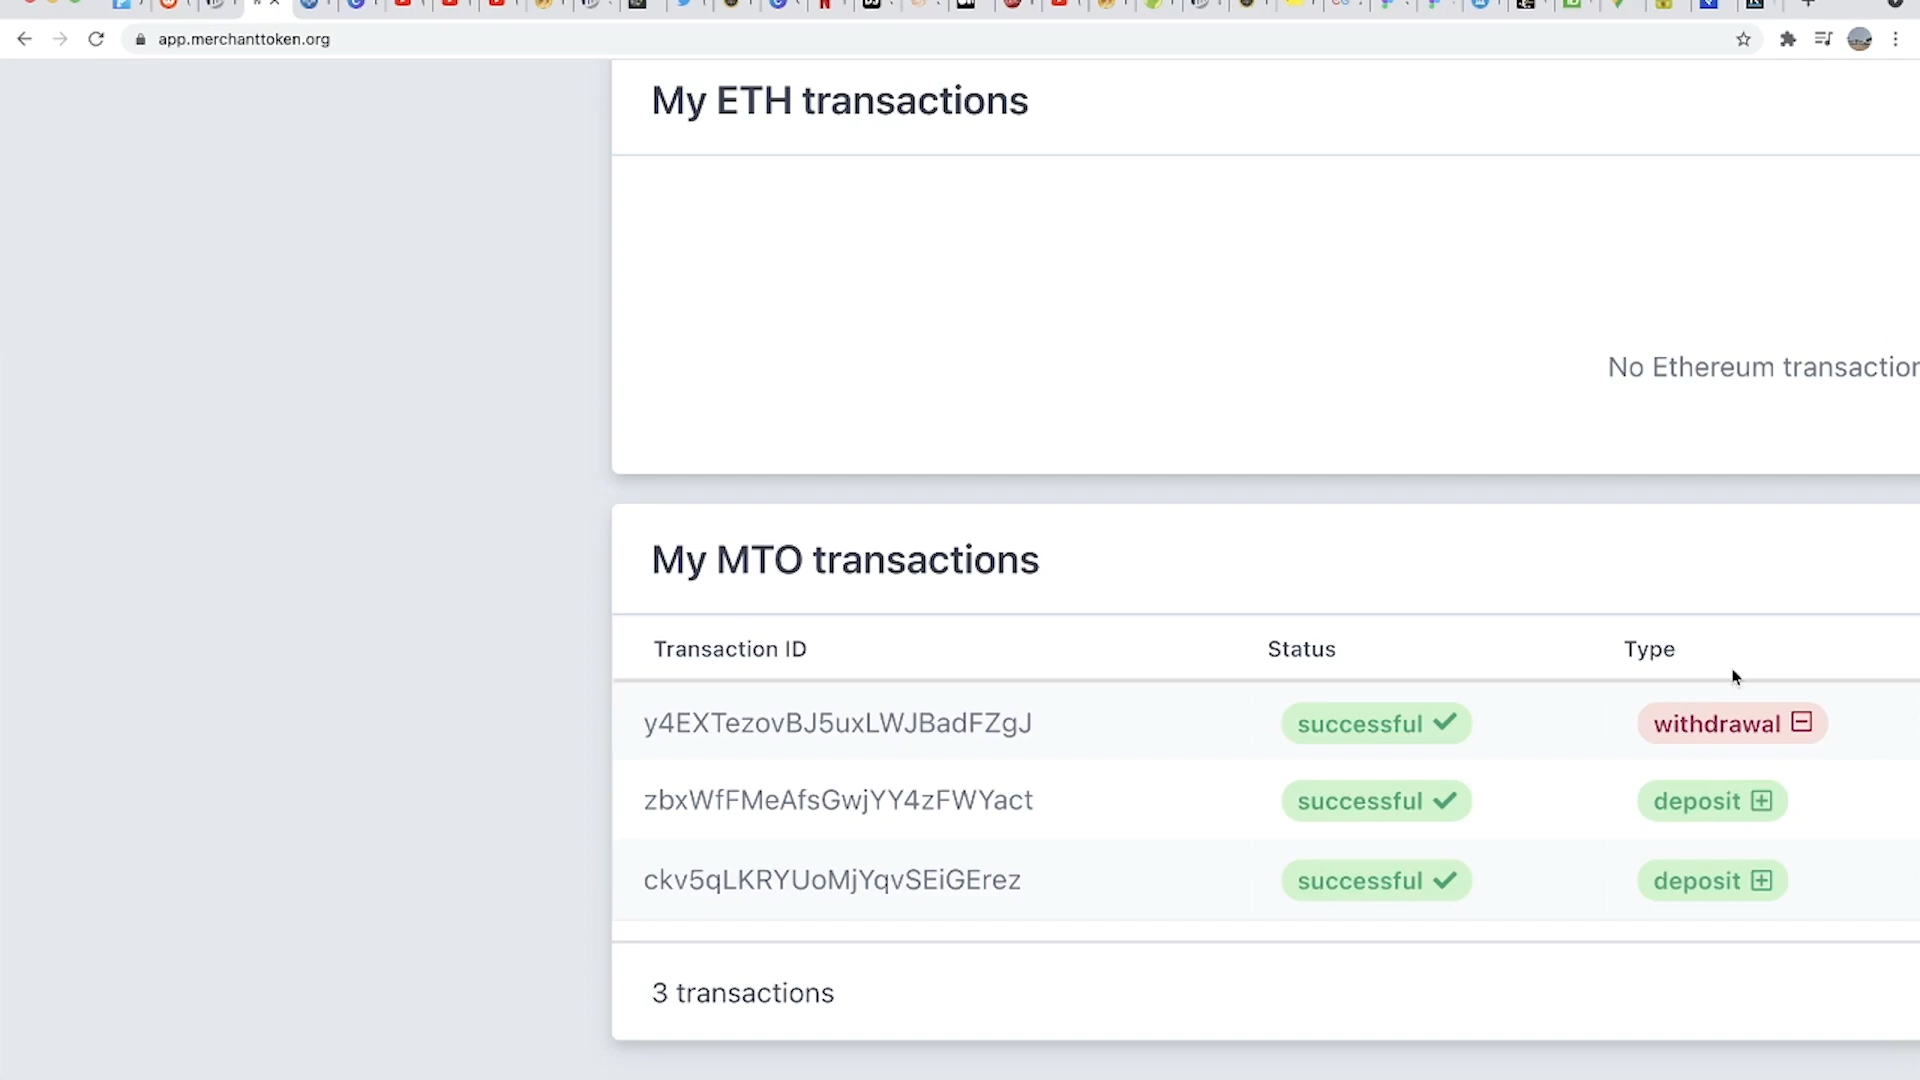 app.merchanttoken.org
My ETH transactions
No Ethereum transaction
My MTO transactions
Transaction ID Status Type
y4EXTezovBJ5uxLWJBadFZgJ successful withdrawal
zbxWfFMeAfsGwjYY4zFWYact successful deposit
ckv5qLKRYUoMjYqvSEiGErez successful deposit
3 transactions